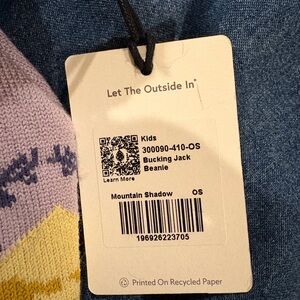 Let The Outside In®
Kids
300090-410-OS
Bucking Jack
Beanie
Learn More
Mountain Shadow OS
196926223705
Printed On Recycled Paper